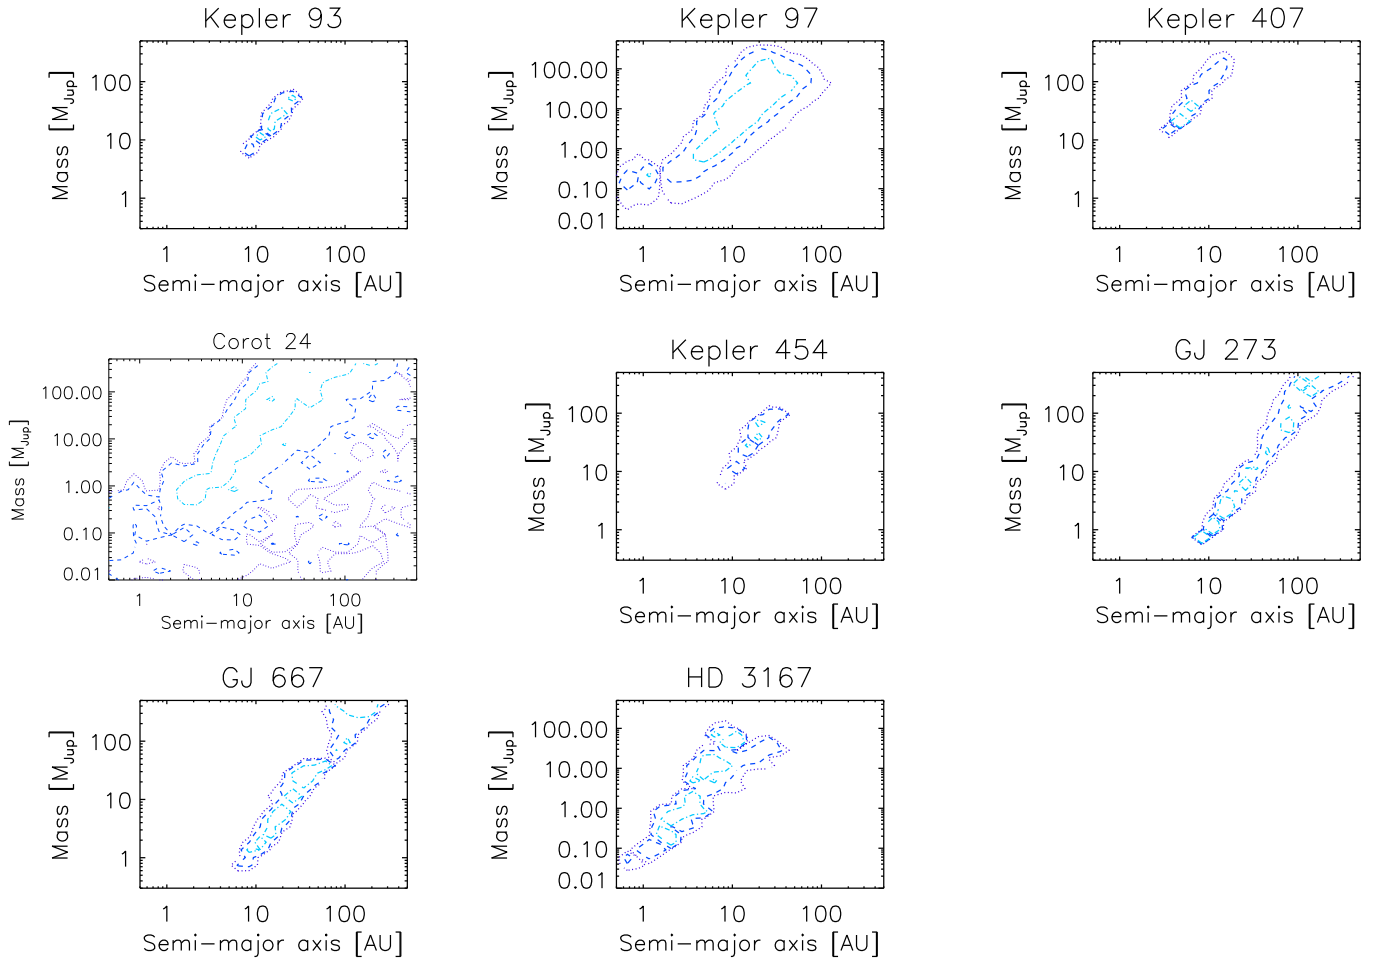 Kepler 93
Kepler 97
Kepler 407
Mass [M_Jup]
100
10
1
1
10
100
Semi-major axis [AU]
Mass [M_Jup]
100.00
10.00
1.00
0.10
0.01
1
10
100
Semi-major axis [AU]
Mass [M_Jup]
100
10
1
1
10
100
Semi-major axis [AU]
Corot 24
Kepler 454
GJ 273
Mass [M_Jup]
100.00
10.00
1.00
0.10
0.01
1
10
100
Semi-major axis [AU]
Mass [M_Jup]
100
10
1
1
10
100
Semi-major axis [AU]
Mass [M_Jup]
100
10
1
1
10
100
Semi-major axis [AU]
GJ 667
HD 3167
Mass [M_Jup]
100
10
1
1
10
100
Semi-major axis [AU]
Mass [M_Jup]
100.00
10.00
1.00
0.10
0.01
1
10
100
Semi-major axis [AU]